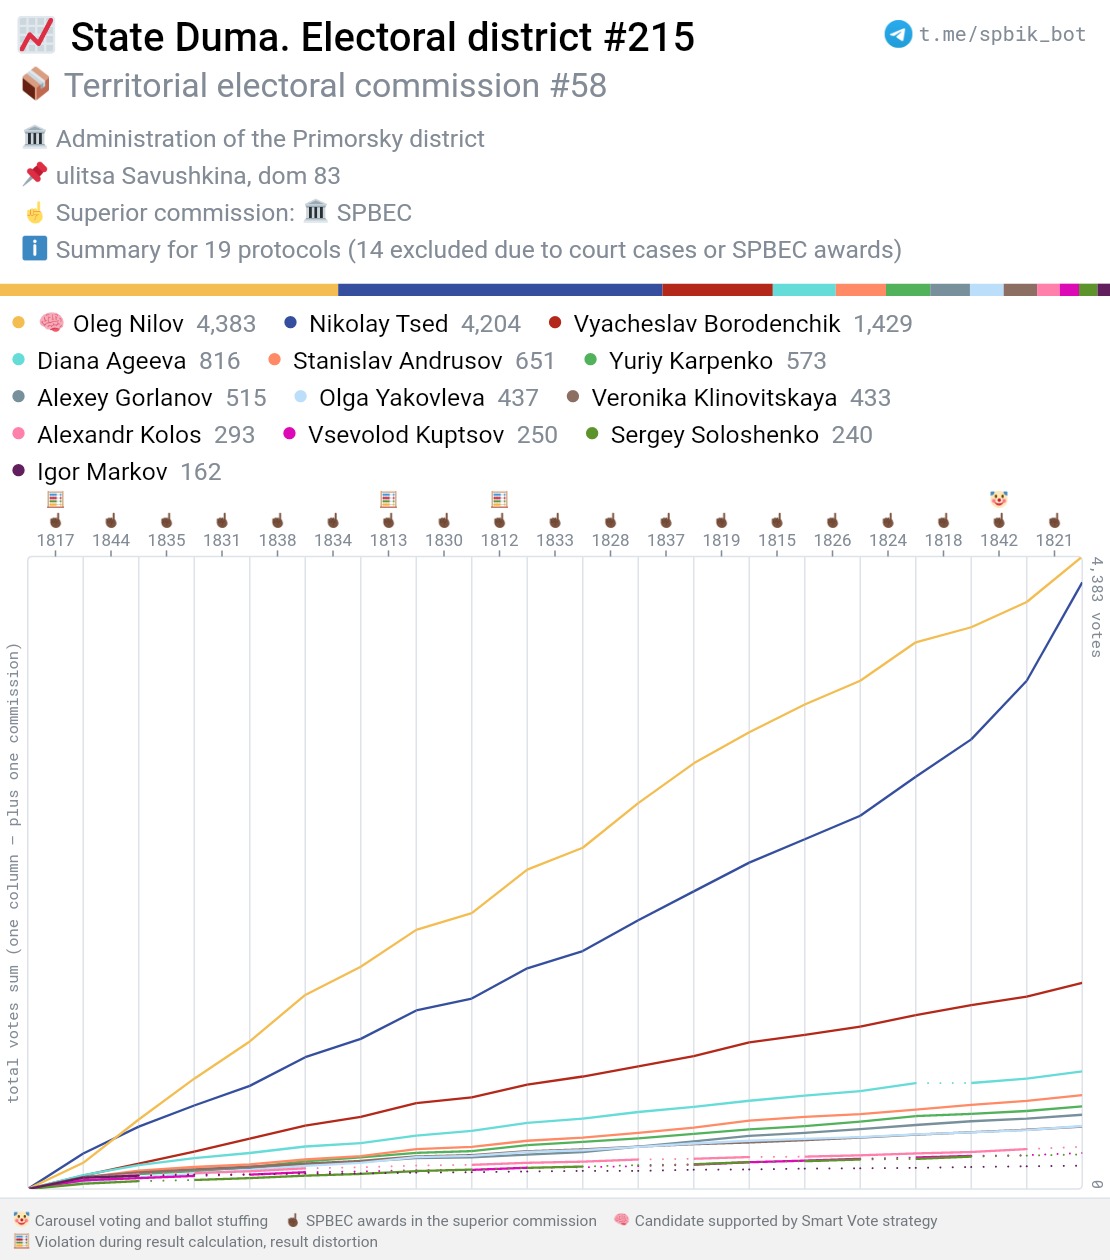 State Duma. Electoral district #215
t.me/spbik_bot
Territorial electoral commission #58
Administration of the Primorsky district
ulitsa Savushkina, dom 83
Superior commission: SPBEC
Summary for 19 protocols (14 excluded due to court cases or SPBEC awards)
Oleg Nilov 4,383 Nikolay Tsed 4,204 Vyacheslav Borodenchik 1,429
Diana Ageeva 816 Stanislav Andrusov 651 Yuriy Karpenko 573
Alexey Gorlanov 515 Olga Yakovleva 437 Veronika Klinovitskaya 433
Alexandr Kolos 293 Vsevolod Kuptsov 250 Sergey Soloshenko 240
Igor Markov 162
1817 1844 1835 1831 1838 1834 1813 1830 1812 1833 1828 1837 1819 1815 1826 1824 1818 1842 1821
4,383 votes
total votes sum (one column – plus one commission)
0
Carousel voting and ballot stuffing SPBEC awards in the superior commission Candidate supported by Smart Vote strategy
Violation during result calculation, result distortion